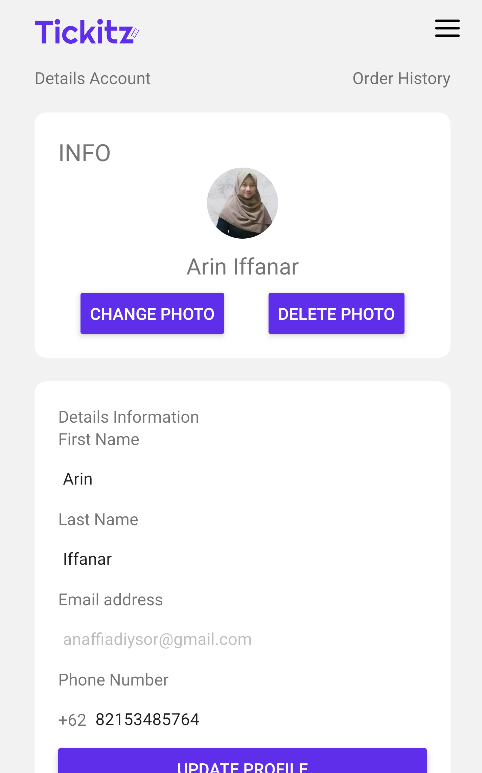 Tickitz
Details Account
Order History
INFO
Arin Iffanar
CHANGE PHOTO
DELETE PHOTO
Details Information
First Name
Arin
Last Name
Iffanar
Email address
anaffiadiysor@gmail.com
Phone Number
+62 82153485764
UPDATE PROFILE